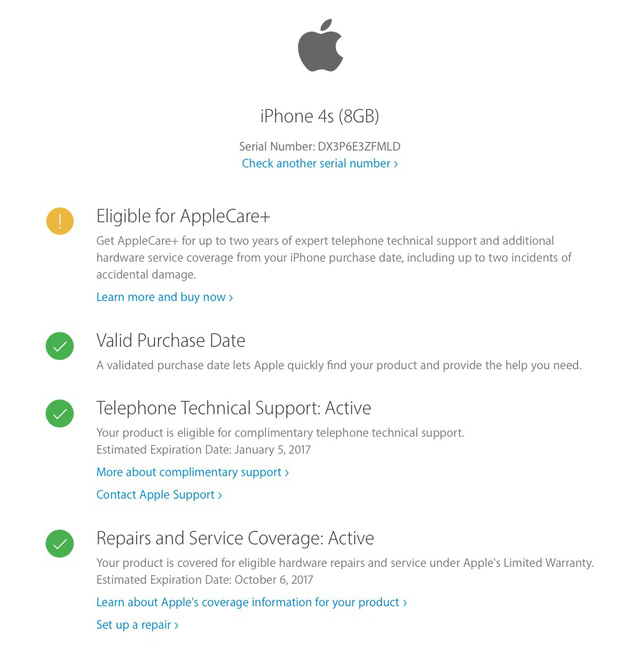 iPhone 4s (8GB)
Serial Number: DX3P6E3ZFMLD
Check another serial number ›
Eligible for AppleCare+
Get AppleCare+ for up to two years of expert telephone technical support and additional
hardware service coverage from your iPhone purchase date, including up to two incidents of
accidental damage.
Learn more and buy now ›
Valid Purchase Date
A validated purchase date lets Apple quickly find your product and provide the help you need.
Telephone Technical Support: Active
Your product is eligible for complimentary telephone technical support.
Estimated Expiration Date: January 5, 2017
More about complimentary support ›
Contact Apple Support ›
Repairs and Service Coverage: Active
Your product is covered for eligible hardware repairs and service under Apple's Limited Warranty.
Estimated Expiration Date: October 6, 2017
Learn about Apple's coverage information for your product ›
Set up a repair ›